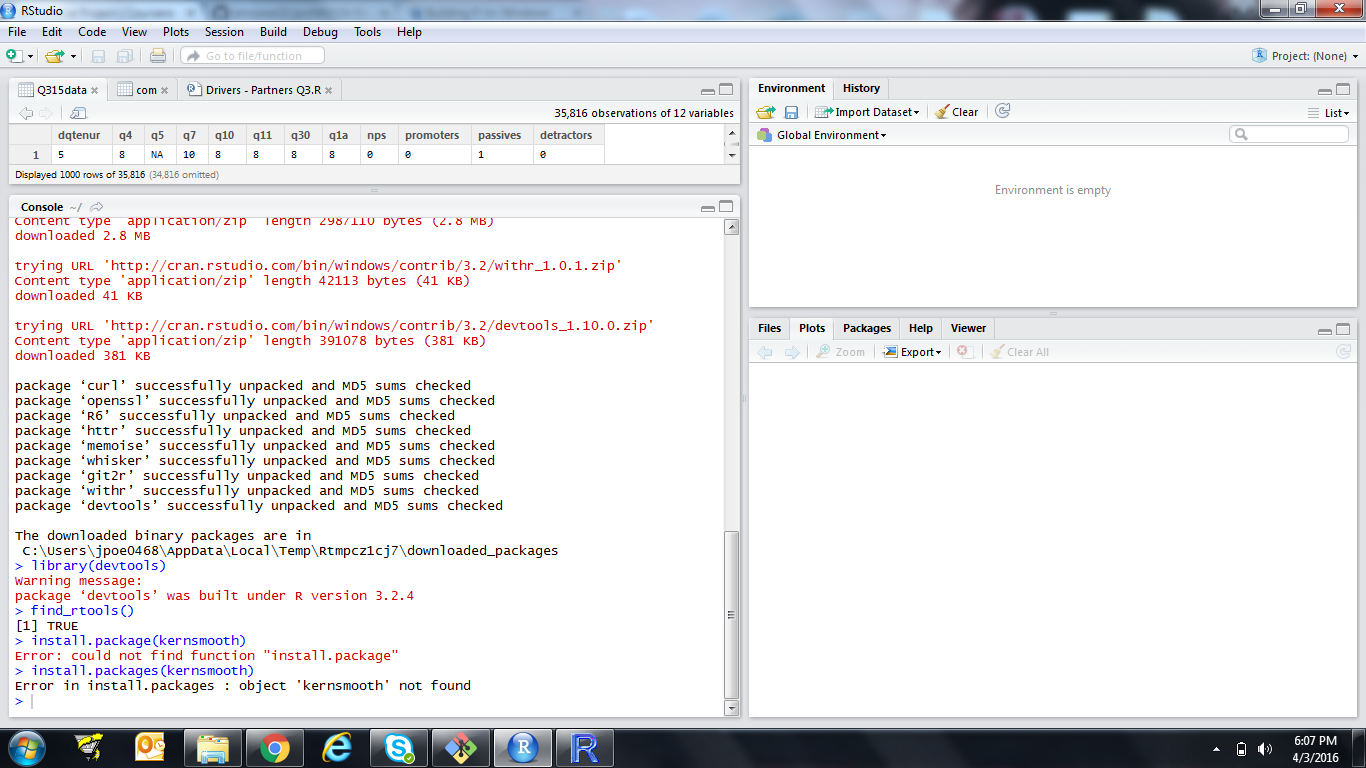 RStudio
File Edit Code View Plots Session Build Debug Tools Help
Go to file/function
Project: (None)
Q315data com Drivers - Partners Q3.R
35,816 observations of 12 variables
dqtenur q4 q5 q7 q10 q11 q30 q1a nps promoters passives detractors
1 5 8 NA 10 8 8 8 8 0 0 1 0
Displayed 1000 rows of 35,816 (34,816 omitted)
Console ~/
Content type 'application/zip' length 2987110 bytes (2.8 MB)
downloaded 2.8 MB
trying URL 'http://cran.rstudio.com/bin/windows/contrib/3.2/withr_1.0.1.zip'
Content type 'application/zip' length 42113 bytes (41 KB)
downloaded 41 KB
trying URL 'http://cran.rstudio.com/bin/windows/contrib/3.2/devtools_1.10.0.zip'
Content type 'application/zip' length 391078 bytes (381 KB)
downloaded 381 KB
package ‘curl’ successfully unpacked and MD5 sums checked
package ‘openssl’ successfully unpacked and MD5 sums checked
package ‘R6’ successfully unpacked and MD5 sums checked
package ‘httr’ successfully unpacked and MD5 sums checked
package ‘memoise’ successfully unpacked and MD5 sums checked
package ‘whisker’ successfully unpacked and MD5 sums checked
package ‘git2r’ successfully unpacked and MD5 sums checked
package ‘withr’ successfully unpacked and MD5 sums checked
package ‘devtools’ successfully unpacked and MD5 sums checked
The downloaded binary packages are in
C:\Users\jpoe0468\AppData\Local\Temp\Rtmpcz1cj7\downloaded_packages
> library(devtools)
Warning message:
package ‘devtools’ was built under R version 3.2.4
> find_rtools()
[1] TRUE
> install.package(kernsmooth)
Error: could not find function "install.package"
> install.packages(kernsmooth)
Error in install.packages : object 'kernsmooth' not found
>
Environment History
Import Dataset Clear List
Global Environment
Environment is empty
Files Plots Packages Help Viewer
Zoom Export Clear All
6:07 PM
4/3/2016